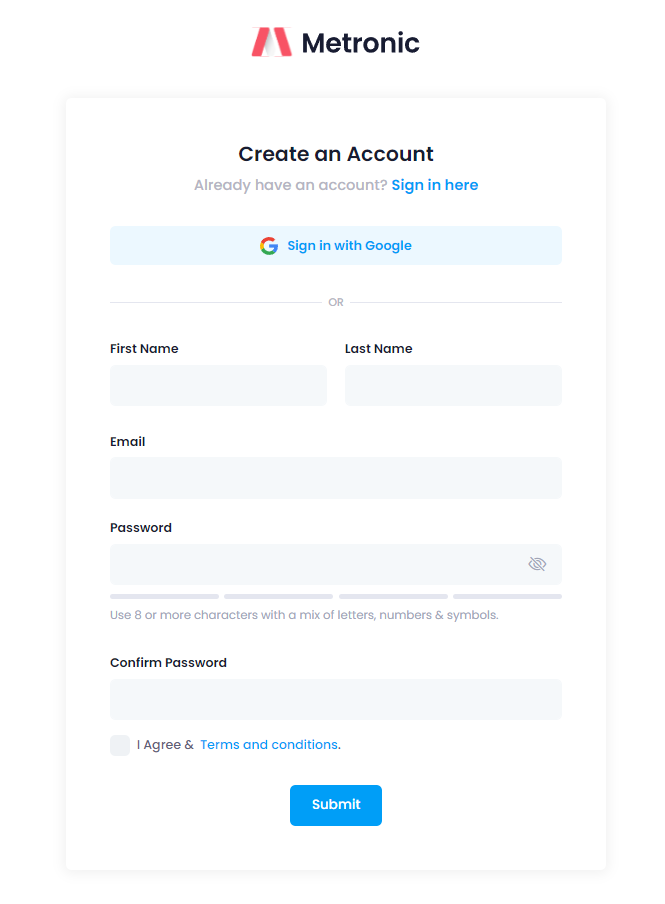 Metronic
Create an Account
Already have an account? Sign in here
Sign in with Google
OR
First Name Last Name
Email
Password
Use 8 or more characters with a mix of letters, numbers & symbols.
Confirm Password
I Agree & Terms and conditions.
Submit